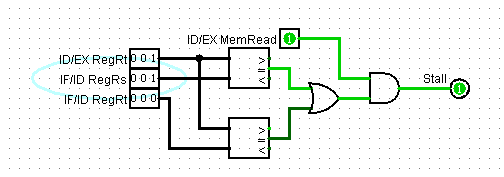 ID/EX MemRead 1
ID/EX RegRt 0 0 1
> = <
IF/ID RegRs 0 0 1
Stall 1
IF/ID RegRt 0 0 0
> = <